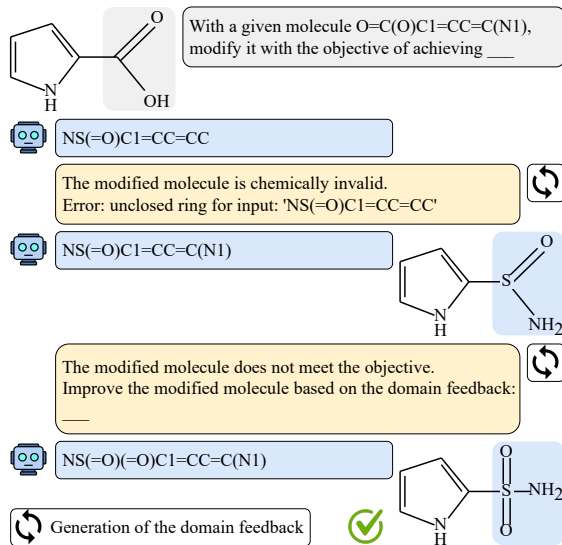 With a given molecule O=C(O)C1=CC=C(N1),
modify it with the objective of achieving ___
O
OH
N
H
NS(=O)C1=CC=CC
The modified molecule is chemically invalid.
Error: unclosed ring for input: 'NS(=O)C1=CC=CC'
NS(=O)C1=CC=C(N1)
O
S
NH2
N
H
The modified molecule does not meet the objective.
Improve the modified molecule based on the domain feedback:
___
NS(=O)(=O)C1=CC=C(N1)
O
S
NH2
O
N
H
Generation of the domain feedback